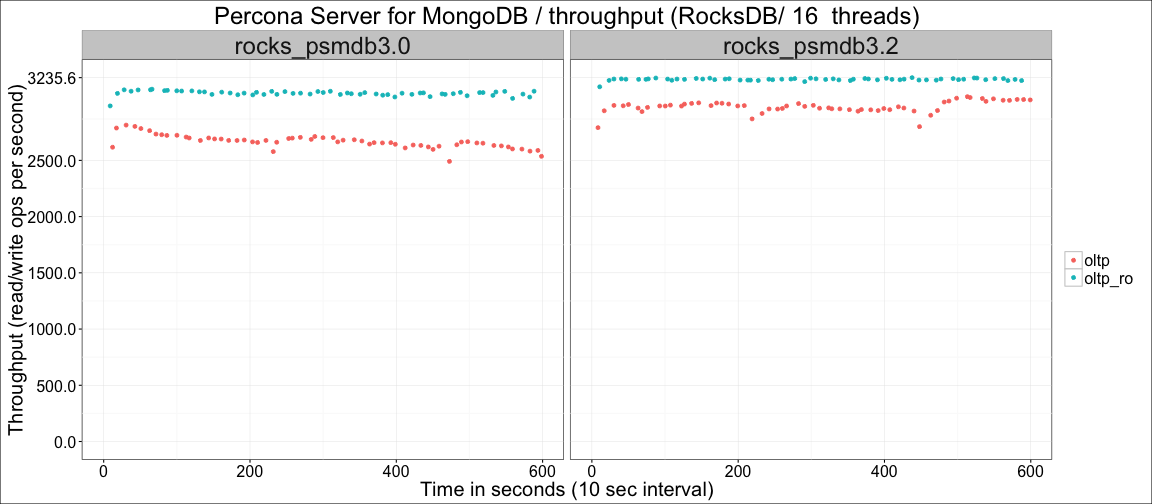 Percona Server for MongoDB / throughput (RocksDB/ 16  threads)
rocks_psmdb3.0
rocks_psmdb3.2
Throughput (read/write ops per second)
3235.6
2500.0
2000.0
1500.0
1000.0
500.0
0.0
0 200 400 600
0 200 400 600
Time in seconds (10 sec interval)
oltp
oltp_ro